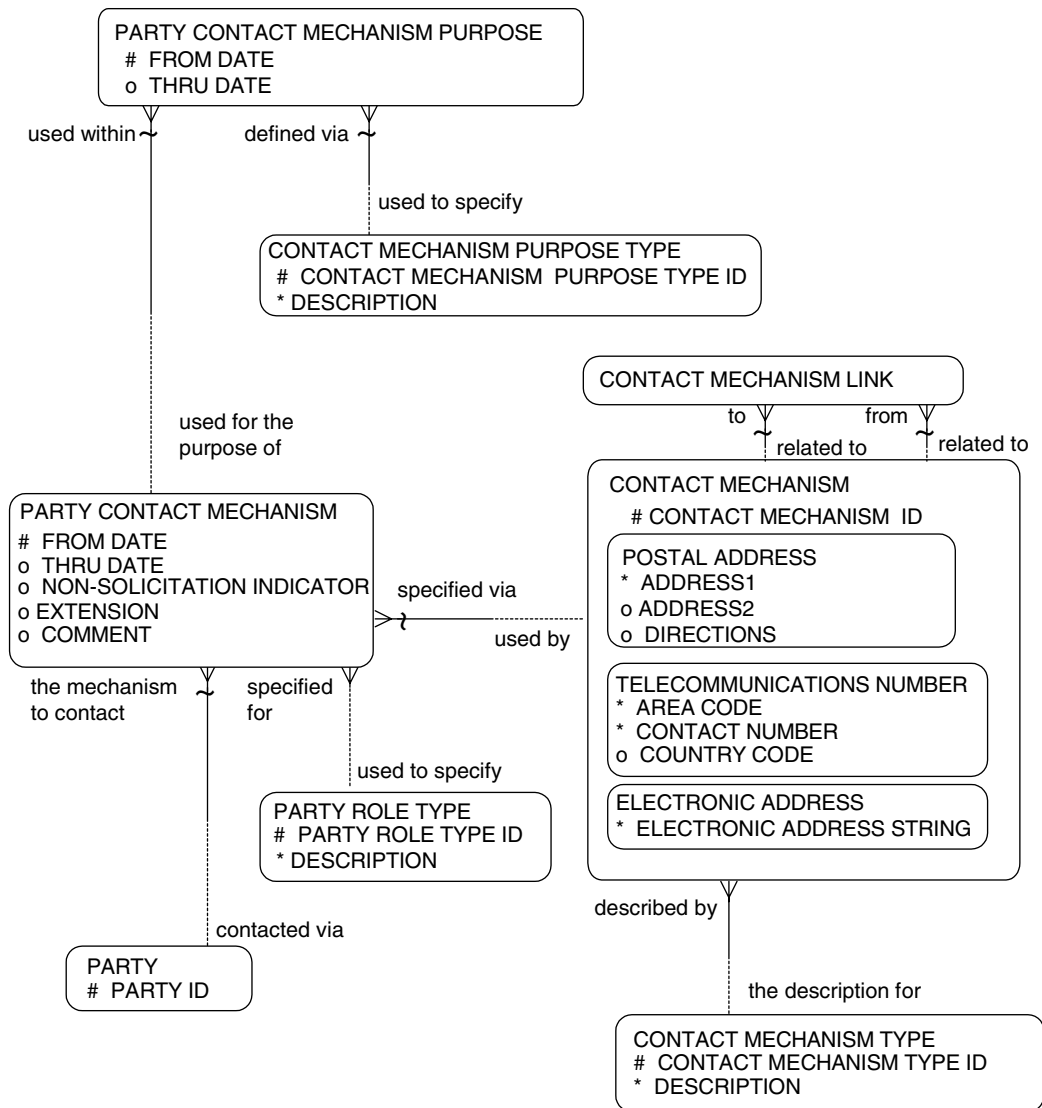 PARTY CONTACT MECHANISM PURPOSE
# FROM DATE
o THRU DATE
used within
defined via
used to specify
CONTACT MECHANISM PURPOSE TYPE
# CONTACT MECHANISM PURPOSE TYPE ID
* DESCRIPTION
CONTACT MECHANISM LINK
to
from
related to
related to
used for the
purpose of
PARTY CONTACT MECHANISM
# FROM DATE
o THRU DATE
o NON-SOLICITATION INDICATOR
o EXTENSION
o COMMENT
specified via
used by
CONTACT MECHANISM
# CONTACT MECHANISM ID
POSTAL ADDRESS
* ADDRESS1
o ADDRESS2
o DIRECTIONS
TELECOMMUNICATIONS NUMBER
* AREA CODE
* CONTACT NUMBER
o COUNTRY CODE
ELECTRONIC ADDRESS
* ELECTRONIC ADDRESS STRING
the mechanism
to contact
specified
for
used to specify
PARTY ROLE TYPE
# PARTY ROLE TYPE ID
* DESCRIPTION
contacted via
PARTY
# PARTY ID
described by
the description for
CONTACT MECHANISM TYPE
# CONTACT MECHANISM TYPE ID
* DESCRIPTION